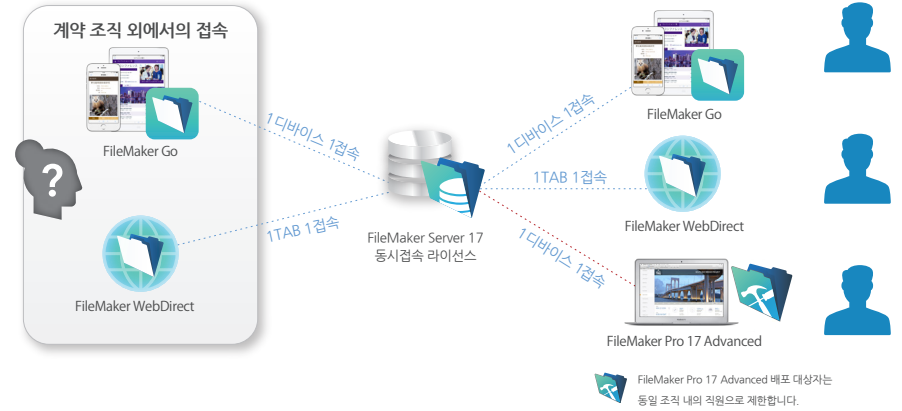 계약 조직 외에서의 접속
FileMaker Go
?
FileMaker WebDirect
1디바이스 1접속
1TAB 1접속
FileMaker Server 17
동시접속 라이선스
1디바이스 1접속
1TAB 1접속
1디바이스 1접속
FileMaker Go
FileMaker WebDirect
FileMaker Pro 17 Advanced
FileMaker Pro 17 Advanced 배포 대상자는
동일 조직 내의 직원으로 제한합니다.